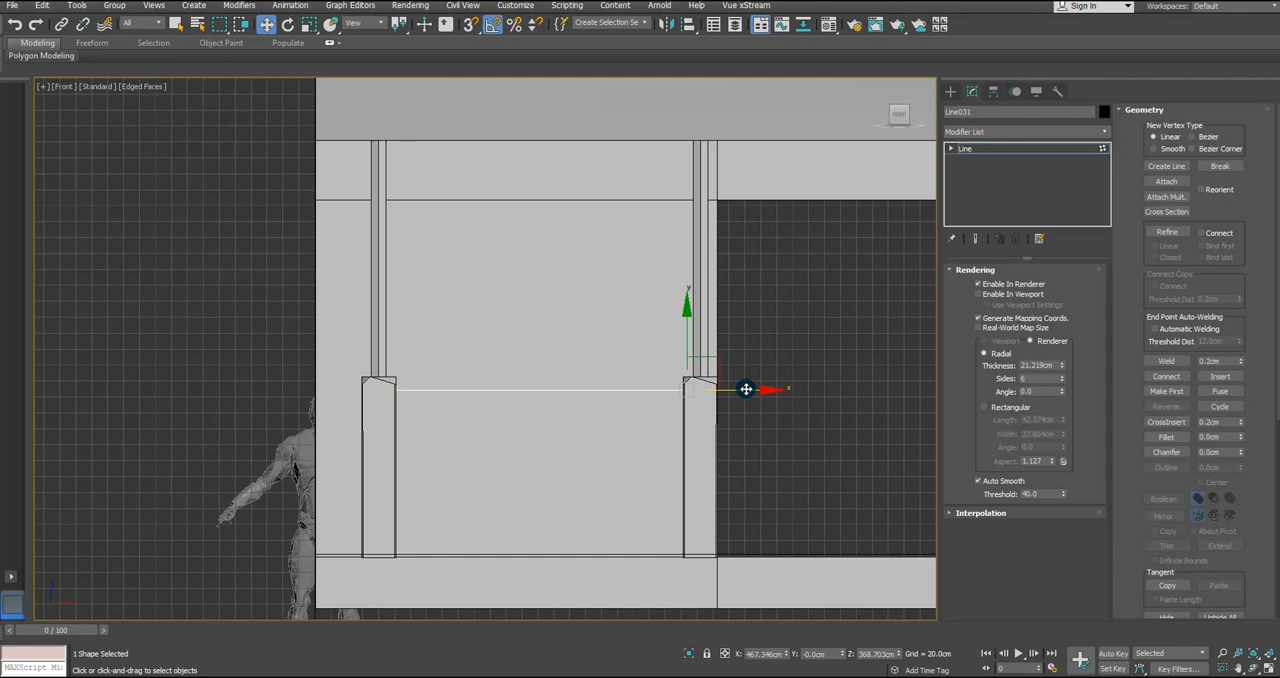 File Edit Tools Group Views Create Modifiers Animation Graph Editors Rendering Civil View Customize Scripting Content Arnold Help Vue xStream Sign In Workspaces: Default
All View Create Selection Se
Modeling Freeform Selection Object Paint Populate
Polygon Modeling
[+] [Front] [Standard] [Edged Faces]
FRONT
y
x
Line031
Modifier List
Line
Rendering
Enable In Renderer
Enable In Viewport
Use Viewport Settings
Generate Mapping Coords.
Real-World Map Size
Viewport Renderer
Radial
Thickness: 21.219cm
Sides: 6
Angle: 0.0
Rectangular
Length: 42.374cm
Width: 37.604cm
Angle: 0.0
Aspect: 1.127
Auto Smooth
Threshold: 40.0
Interpolation
Geometry
New Vertex Type
Linear Bezier
Smooth Bezier Corner
Create Line Break
Attach
Reorient
Attach Mult.
Cross Section
Refine Connect
Linear Bind first
Closed Bind last
Connect Copy
Connect
Threshold Dist 0.2cm
End Point Auto-Welding
Automatic Welding
Threshold Dist: 12.0cm
Weld 0.2cm
Connect Insert
Make First Fuse
Reverse Cycle
CrossInsert 0.2cm
Fillet 0.0cm
Chamfer 0.0cm
Outline 0.0cm
Center
Boolean
Mirror
Copy About Pivot
Trim Extend
Infinite Bounds
Tangent
Copy Paste
Paste Length
Hide Unhide All
0 / 100
1 Shape Selected
MAXScript Mi
Click or click-and-drag to select objects
X: 467.346cm Y: -0.0cm Z: 368.703cm Grid = 20.0cm
Add Time Tag
0
Auto Key Selected
Set Key Key Filters...